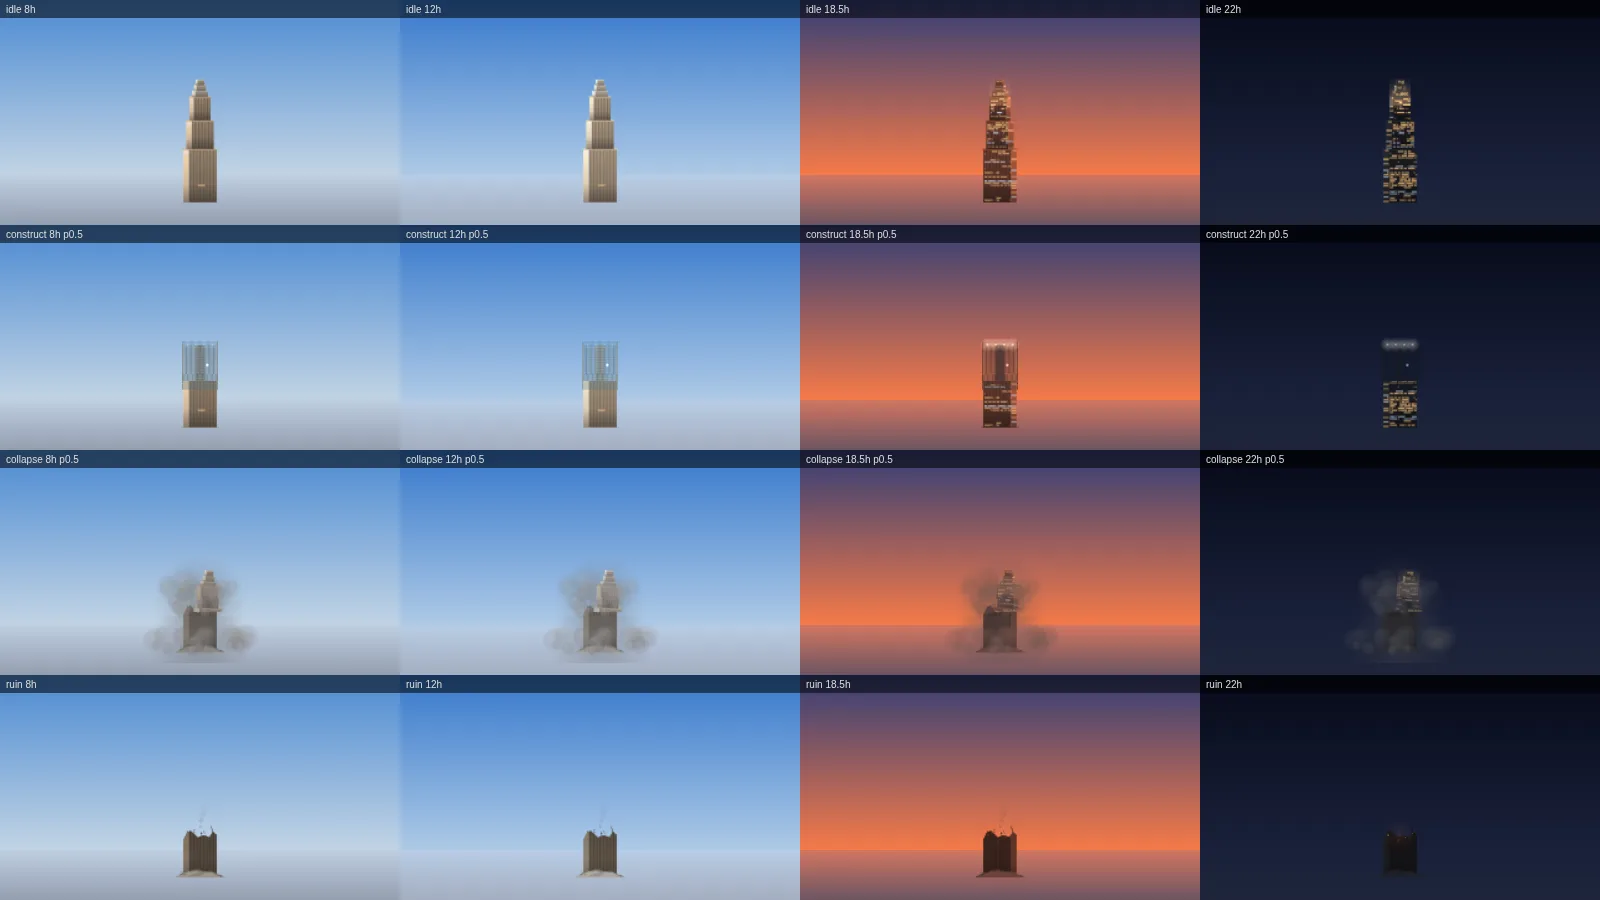 idle 8h
idle 12h
idle 18.5h
idle 22h
construct 8h p0.5
construct 12h p0.5
construct 18.5h p0.5
construct 22h p0.5
collapse 8h p0.5
collapse 12h p0.5
collapse 18.5h p0.5
collapse 22h p0.5
ruin 8h
ruin 12h
ruin 18.5h
ruin 22h